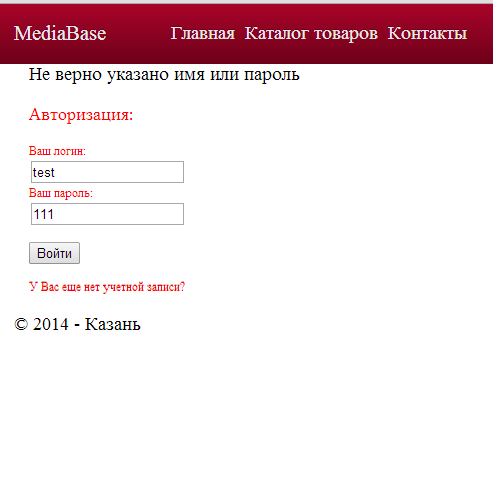 MediaBase Главная Каталог товаров Контакты
Не верно указано имя или пароль
Авторизация:
Ваш логин:
test
Ваш пароль:
111
Войти
У Вас еще нет учетной записи?
© 2014 - Казань